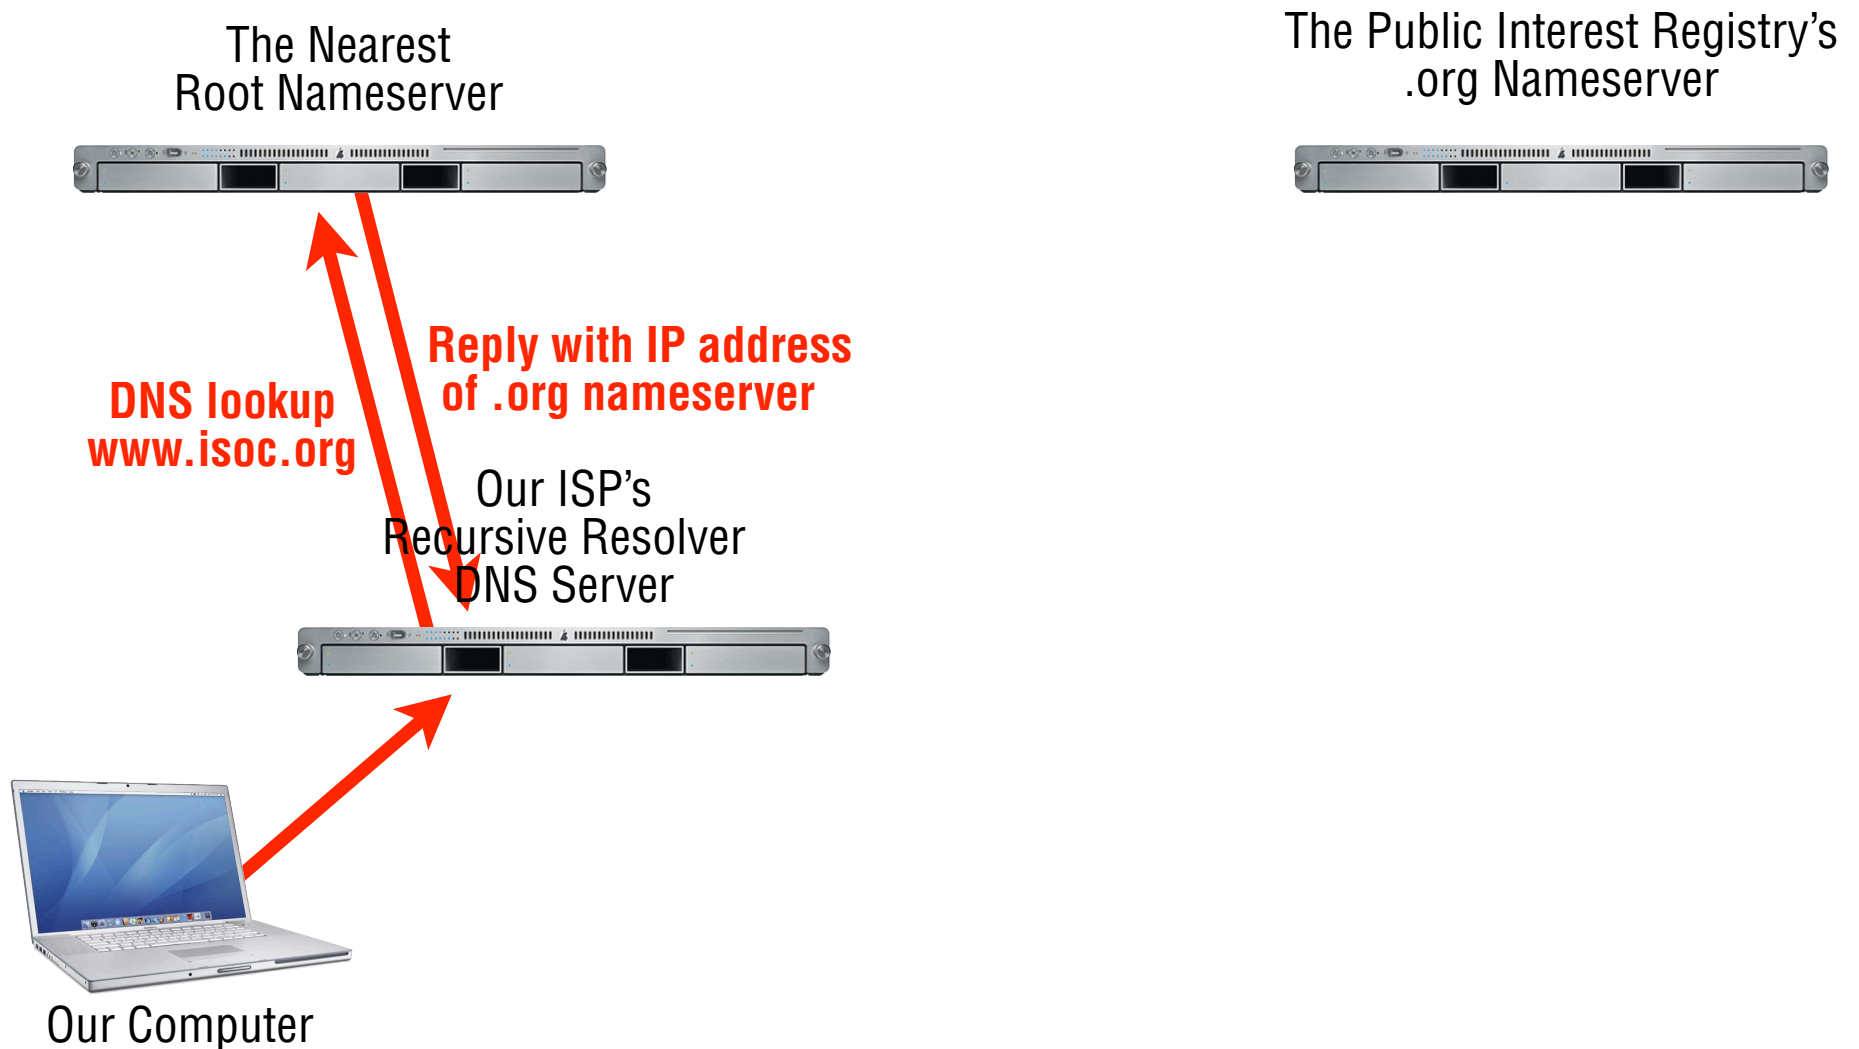 The Nearest
Root Nameserver
The Public Interest Registry’s
.org Nameserver
Reply with IP address
of .org nameserver
DNS lookup
www.isoc.org
Our ISP’s
Recursive Resolver
DNS Server
Our Computer